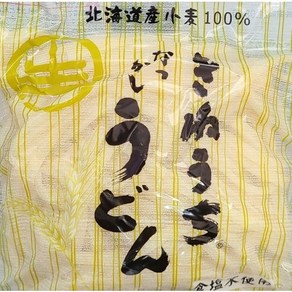 北海道産小麦100%
生
きねうち®
なつかし
うどん
食塩不使用